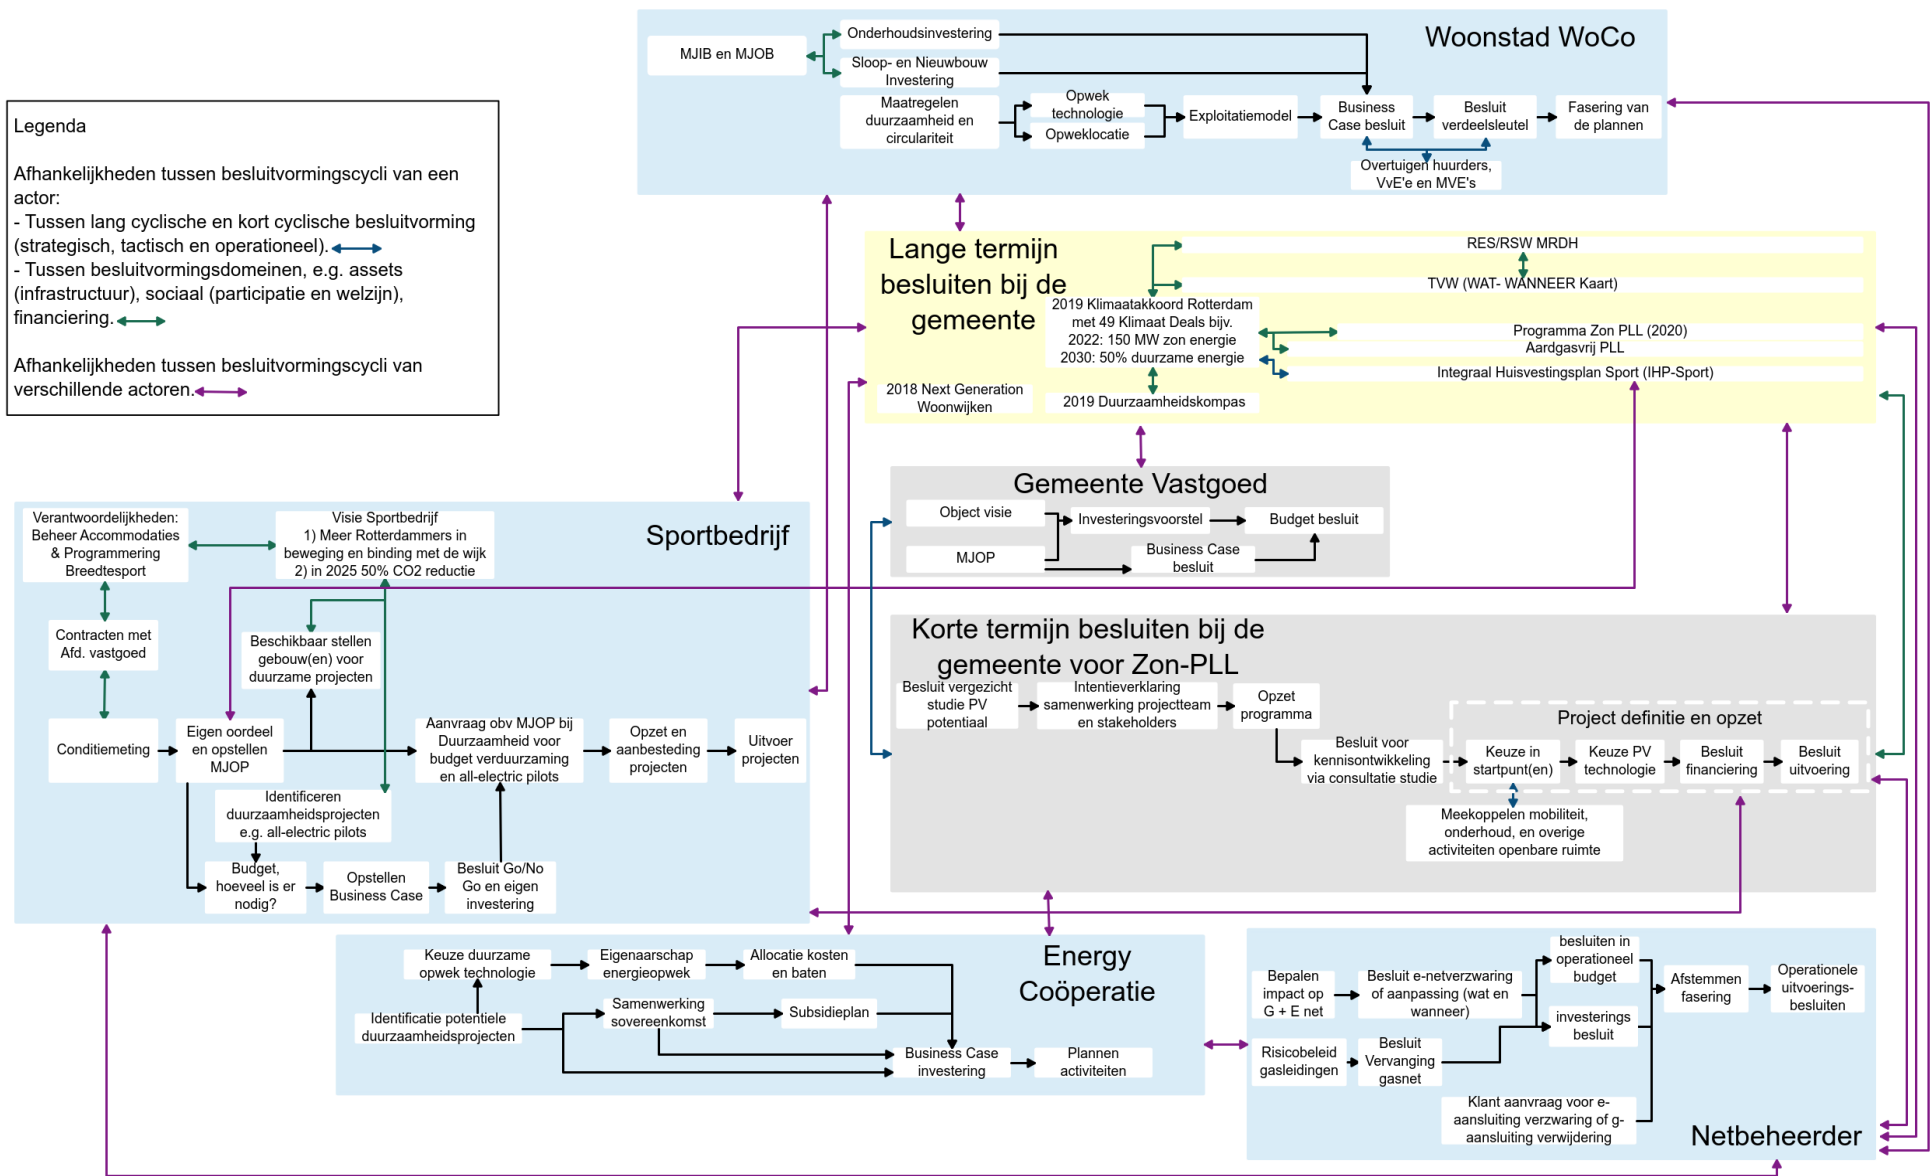 Woonstad WoCo
MJIB en MJOB
Onderhoudsinvestering
Sloop- en Nieuwbouw
Investering
Maatregelen
duurzaamheid en
circulariteit
Opwek
technologie
Opweklocatie
Exploitatiemodel
Business
Case besluit
Besluit
verdeelsleutel
Fasering van
de plannen
Overtuigen huurders,
VvE'e en MVE's
Legenda
Afhankelijkheden tussen besluitvormingscycli van een
actor:
- Tussen lang cyclische en kort cyclische besluitvorming
(strategisch, tactisch en operationeel).
- Tussen besluitvormingsdomeinen, e.g. assets
(infrastructuur), sociaal (participatie en welzijn),
financiering.
Afhankelijkheden tussen besluitvormingscycli van
verschillende actoren.
Lange termijn
besluiten bij de
gemeente
RES/RSW MRDH
TVW (WAT- WANNEER Kaart)
2019 Klimaatakkoord Rotterdam
met 49 Klimaat Deals bijv.
2022: 150 MW zon energie
2030: 50% duurzame energie
Programma Zon PLL (2020)
Aardgasvrij PLL
Integraal Huisvestingsplan Sport (IHP-Sport)
2018 Next Generation
Woonwijken
2019 Duurzaamheidskompas
Gemeente Vastgoed
Object visie
MJOP
Investeringsvoorstel
Budget besluit
Business Case
besluit
Sportbedrijf
Verantwoordelijkheden:
Beheer Accommodaties
& Programmering
Breedtesport
Visie Sportbedrijf
1) Meer Rotterdammers in
beweging en binding met de wijk
2) in 2025 50% CO2 reductie
Contracten met
Afd. vastgoed
Beschikbaar stellen
gebouw(en) voor
duurzame projecten
Conditiemeting
Eigen oordeel
en opstellen
MJOP
Aanvraag obv MJOP bij
Duurzaamheid voor
budget verduurzaming
en all-electric pilots
Opzet en
aanbesteding
projecten
Uitvoer
projecten
Identificeren
duurzaamheidsprojecten
e.g. all-electric pilots
Budget,
hoeveel is er
nodig?
Opstellen
Business Case
Besluit Go/No
Go en eigen
investering
Korte termijn besluiten bij de
gemeente voor Zon-PLL
Besluit vergezicht
studie PV
potentiaal
Intentieverklaring
samenwerking projectteam
en stakeholders
Opzet
programma
Besluit voor
kennisontwikkeling
via consultatie studie
Project definitie en opzet
Keuze in
startpunt(en)
Keuze PV
technologie
Besluit
financiering
Besluit
uitvoering
Meekoppelen mobiliteit,
onderhoud, en overige
activiteiten openbare ruimte
Energy
Coöperatie
Keuze duurzame
opwek technologie
Eigenaarschap
energieopwek
Allocatie kosten
en baten
Identificatie potentiele
duurzaamheidsprojecten
Samenwerking
sovereenkomst
Subsidieplan
Business Case
investering
Plannen
activiteiten
Bepalen
impact op
G + E net
Besluit e-netverzwaring
of aanpassing (wat en
wanneer)
besluiten in
operationeel
budget
investerings
besluit
Afstemmen
fasering
Operationele
uitvoerings-
besluiten
Risicobeleid
gasleidingen
Besluit
Vervanging
gasnet
Klant aanvraag voor e-
aansluiting verzwaring of g-
aansluiting verwijdering
Netbeheerder